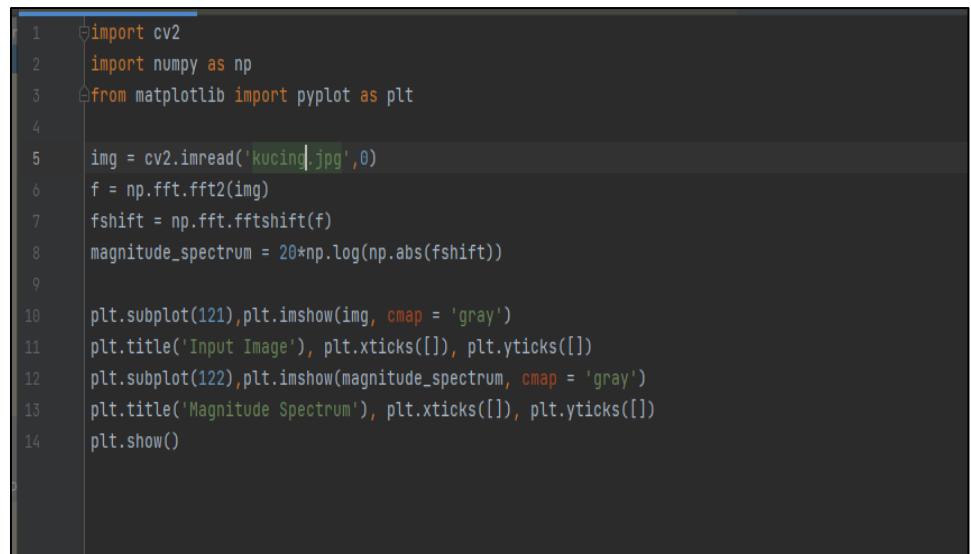 1 import cv2
2 import numpy as np
3 from matplotlib import pyplot as plt
4
5 img = cv2.imread('kucing.jpg',0)
6 f = np.fft.fft2(img)
7 fshift = np.fft.fftshift(f)
8 magnitude_spectrum = 20*np.log(np.abs(fshift))
9
10 plt.subplot(121),plt.imshow(img, cmap = 'gray')
11 plt.title('Input Image'), plt.xticks([]), plt.yticks([])
12 plt.subplot(122),plt.imshow(magnitude_spectrum, cmap = 'gray')
13 plt.title('Magnitude Spectrum'), plt.xticks([]), plt.yticks([])
14 plt.show()